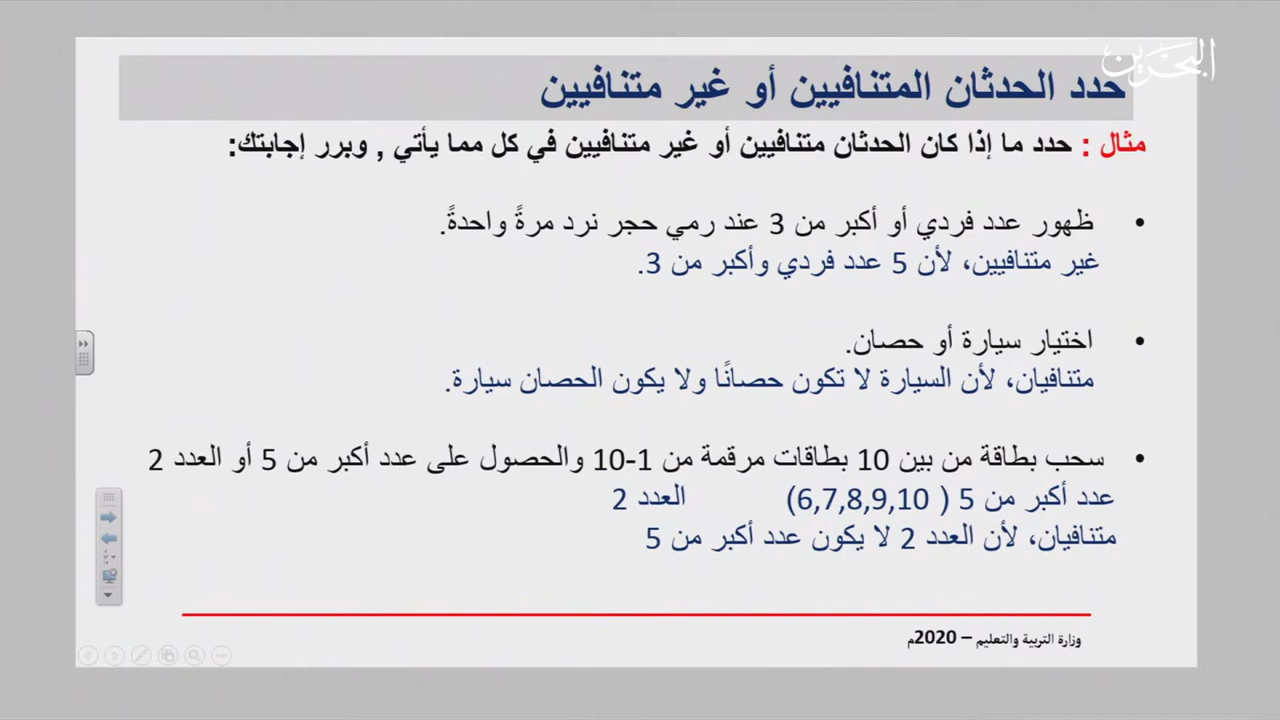 البحرين
حدد الحدثان المتنافيين أو غير متنافيين
مثال : حدد ما إذا كان الحدثان متنافيين أو غير متنافيين في كل مما يأتي , وبرر إجابتك:
• ظهور عدد فردي أو أكبر من 3 عند رمي حجر نرد مرةً واحدةً.
غير متنافيين، لأن 5 عدد فردي وأكبر من 3.
• اختيار سيارة أو حصان.
متنافيان، لأن السيارة لا تكون حصانًا ولا يكون الحصان سيارة.
• سحب بطاقة من بين 10 بطاقات مرقمة من 1-10 والحصول على عدد أكبر من 5 أو العدد 2
عدد أكبر من 5 ( 6,7,8,9,10) العدد 2
متنافيان، لأن العدد 2 لا يكون عدد أكبر من 5
وزارة التربية والتعليم – 2020م